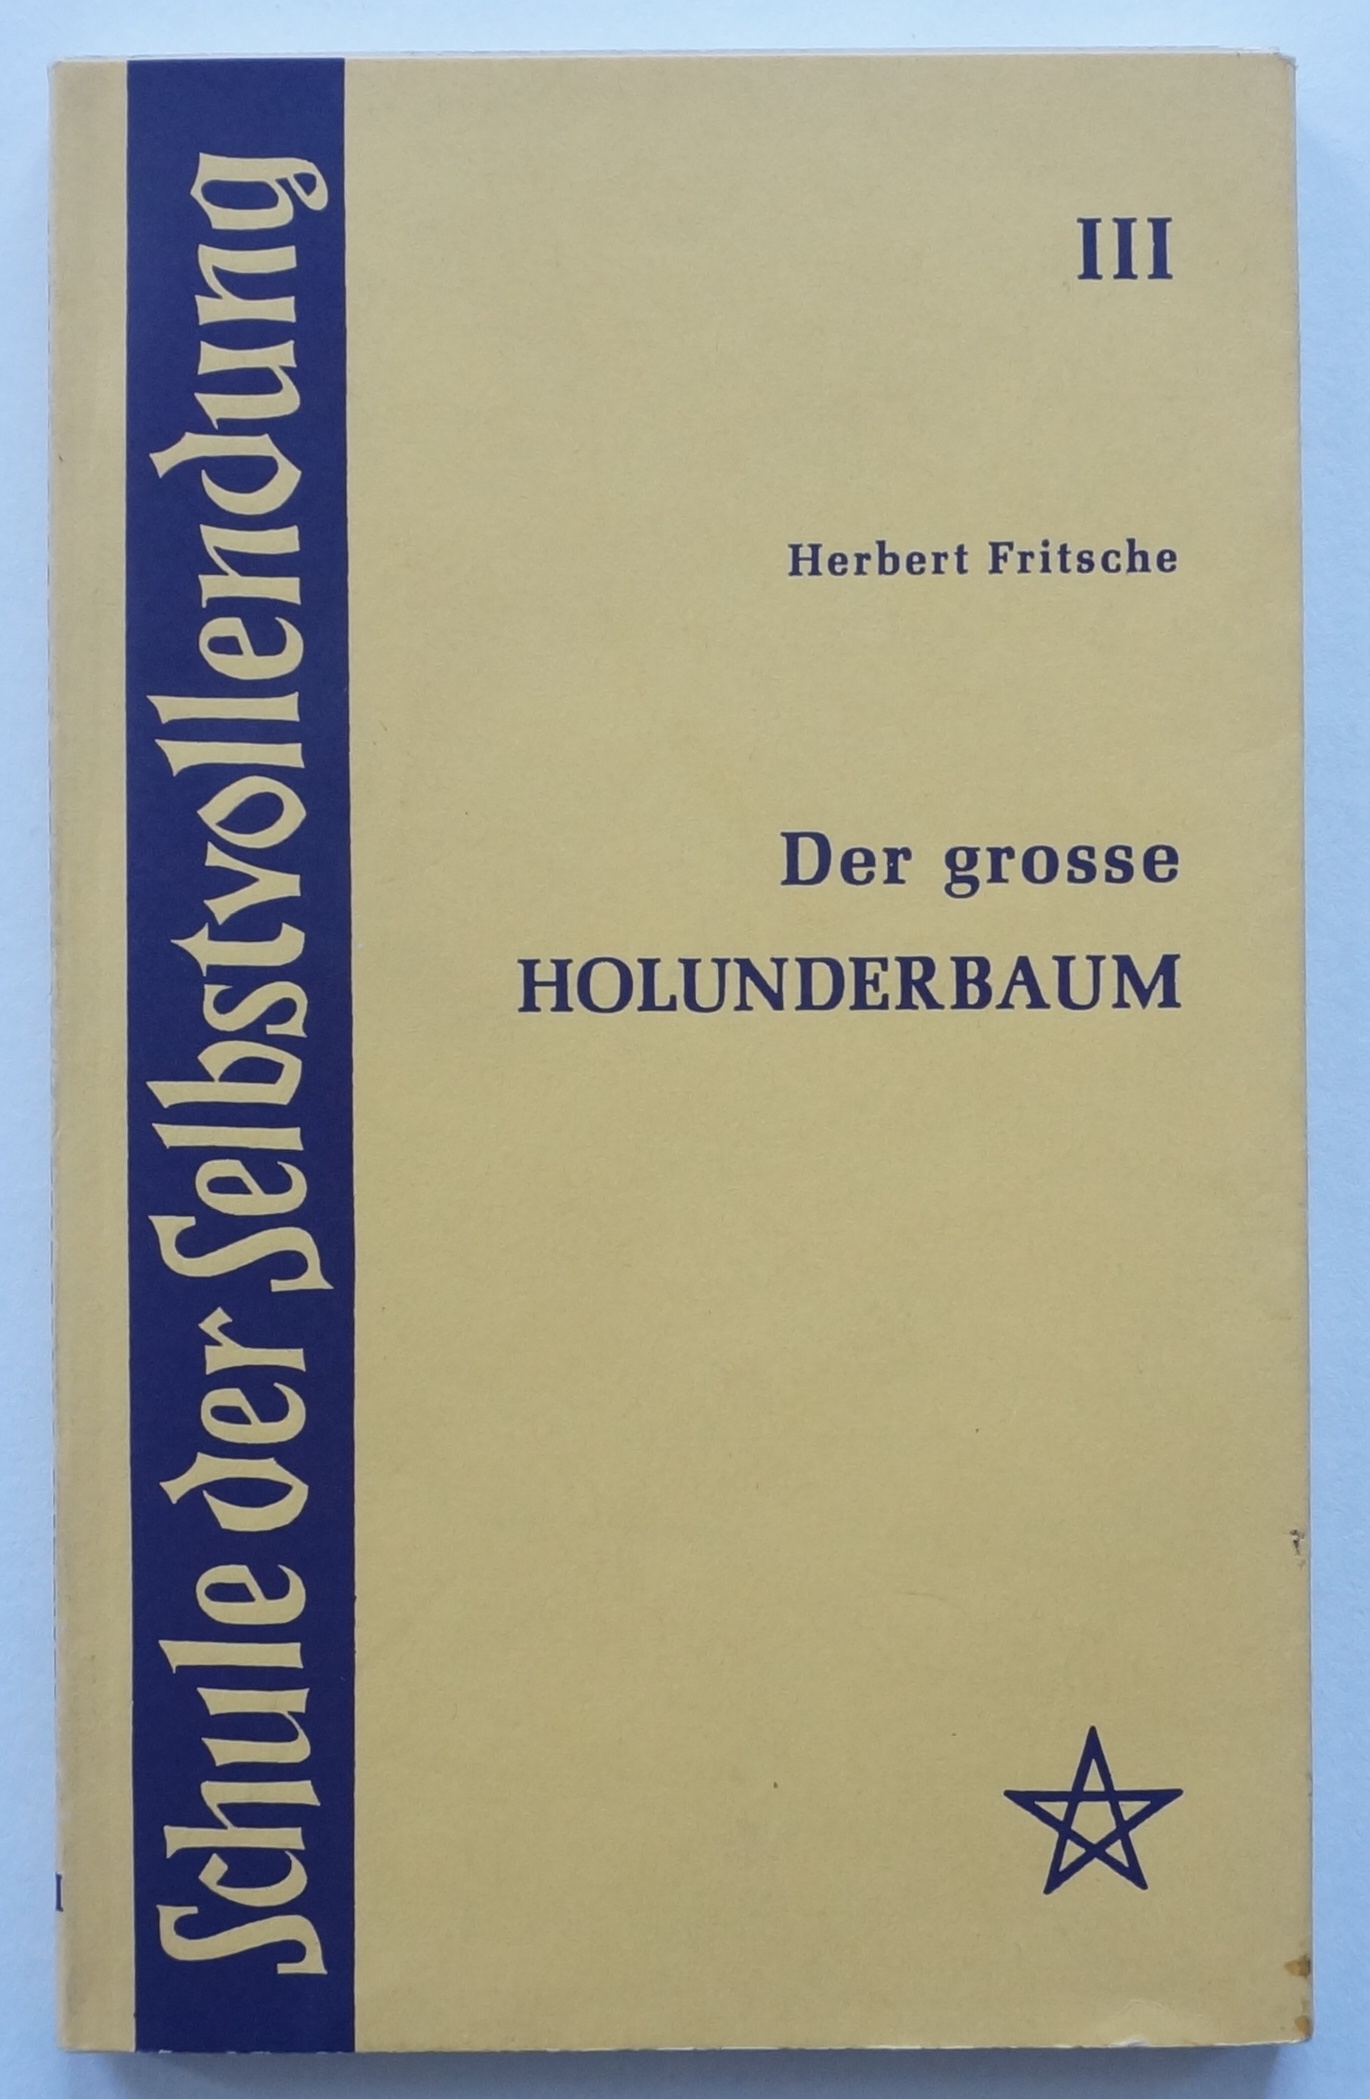 Schule der Selbstvollendung
III
Herbert Fritsche
Der grosse
HOLUNDERBAUM